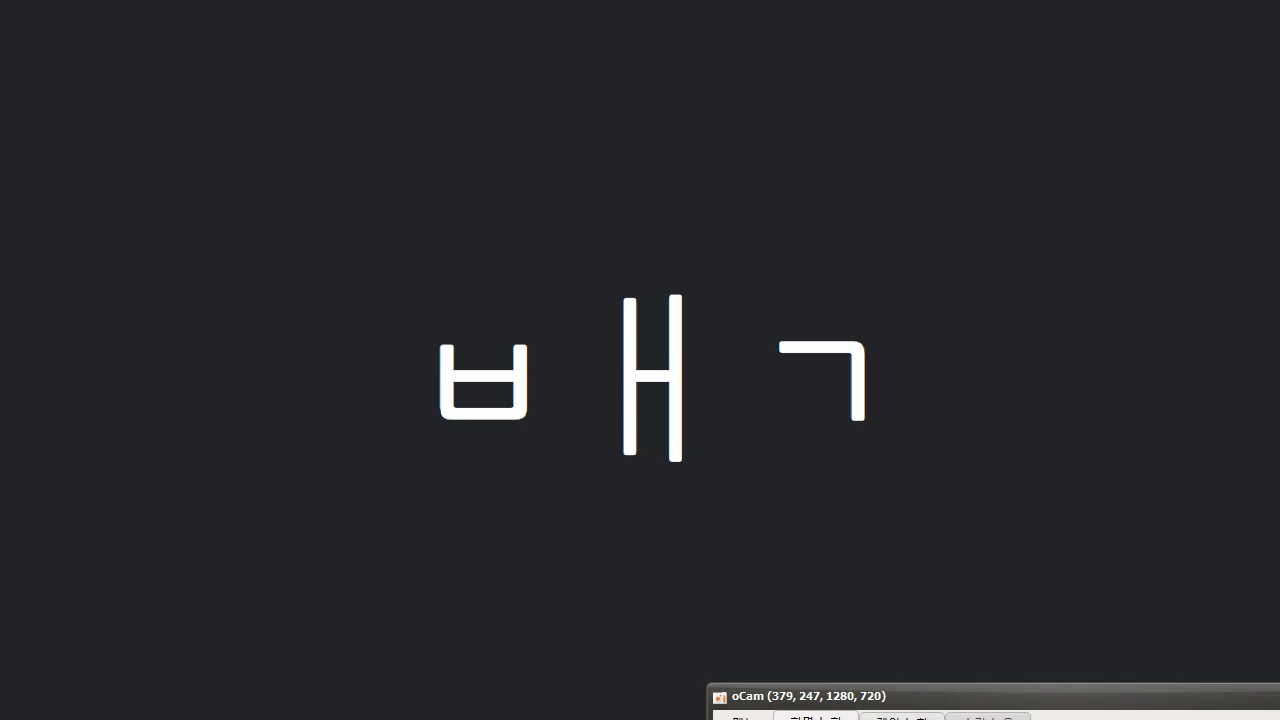 ㅂ ㅐ ㄱ
oCam (379, 247, 1280, 720)